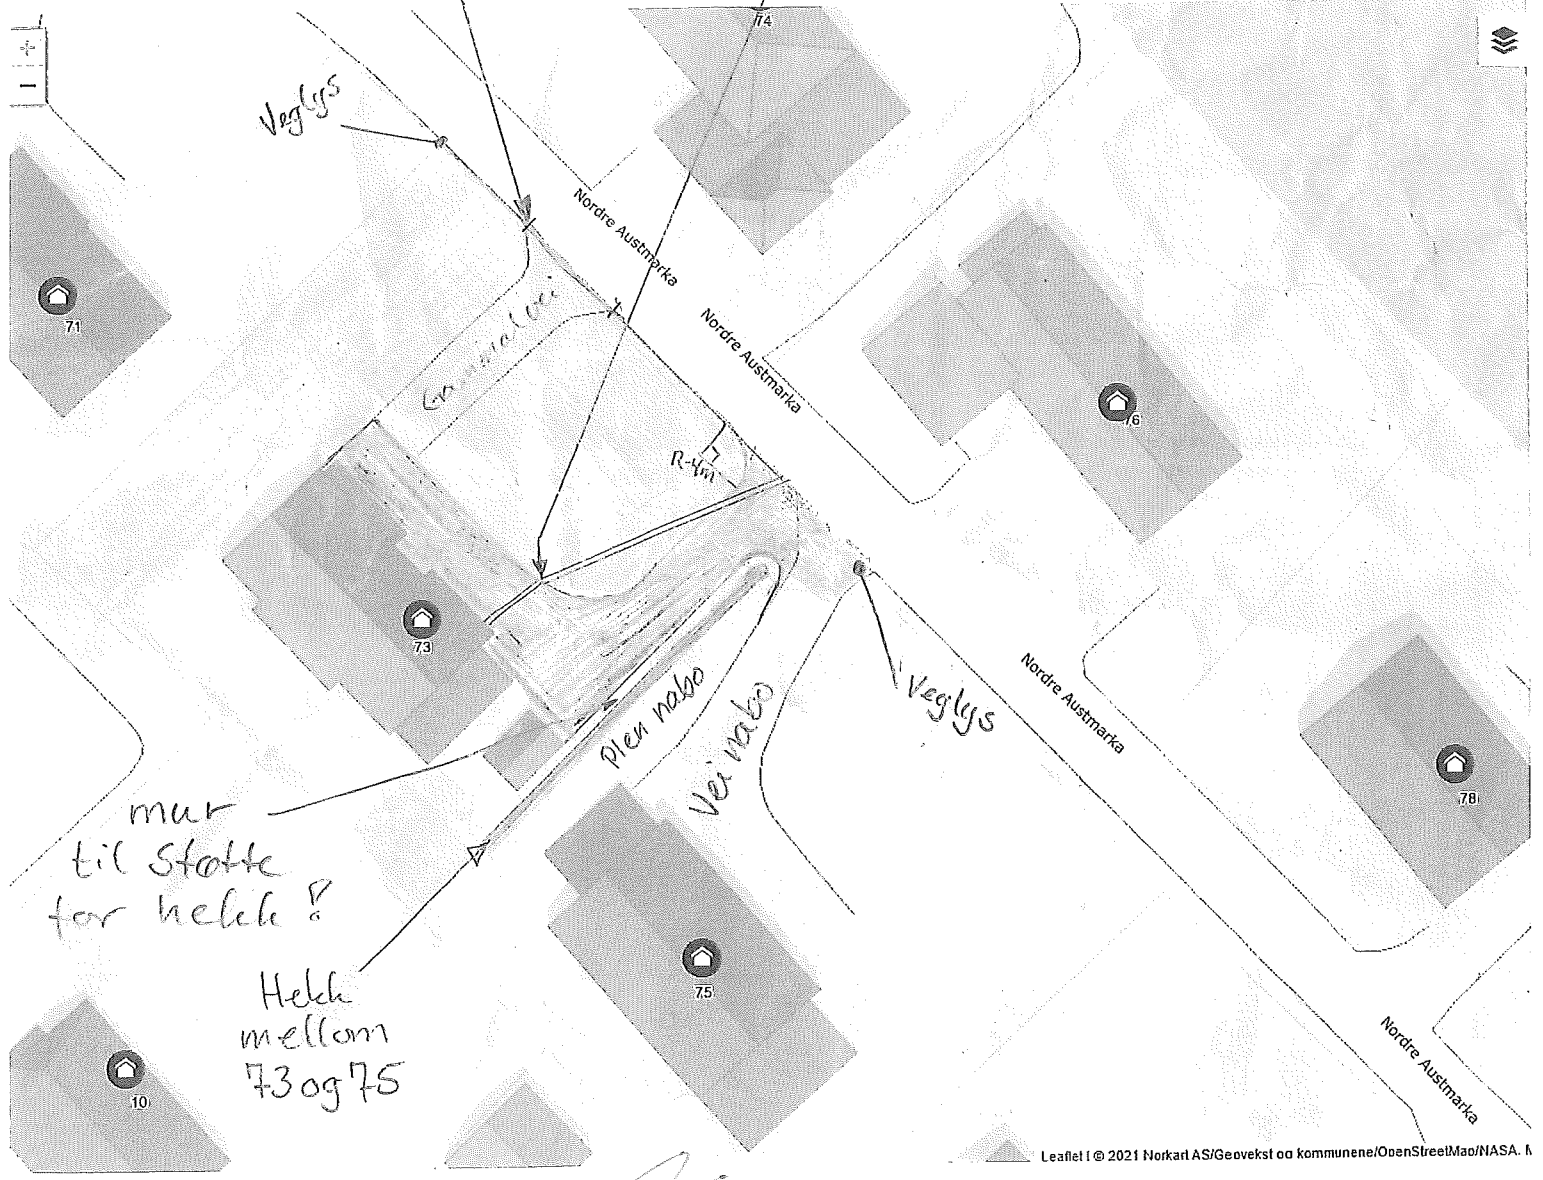 +
−
74
Veglys
Nordre Austmarka
71
Gammal vei
Nordre Austmarka
76
R-4m
73
Nordre Austmarka
Plen nabo
Vei nabo
Veglys
78
mur
til støtte
for hekk!
75
Hekk
mellom
73 og 75
10
Nordre Austmarka
Leaflet | © 2021 Norkart AS/Geovekst og kommunene/OpenStreetMap/NASA, M